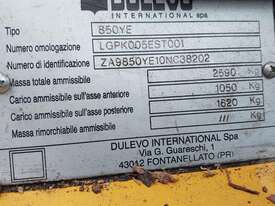 DULEVO
INTERNATIONAL spa
Tipo 850YE
Numero omologazione LGPK005EST001
Numero di identificazione ZA9850YE10NC38202
Massa totale ammissibile 2590 kg
Carico ammissibile sull'asse anteriore 1050 kg
Carico ammissibile sull'asse posteriore 1620 kg
Massa rimorchiabile ammissibile /// kg
DULEVO INTERNATIONAL Spa
Via G. Guareschi, 1
43012 FONTANELLATO (PR)